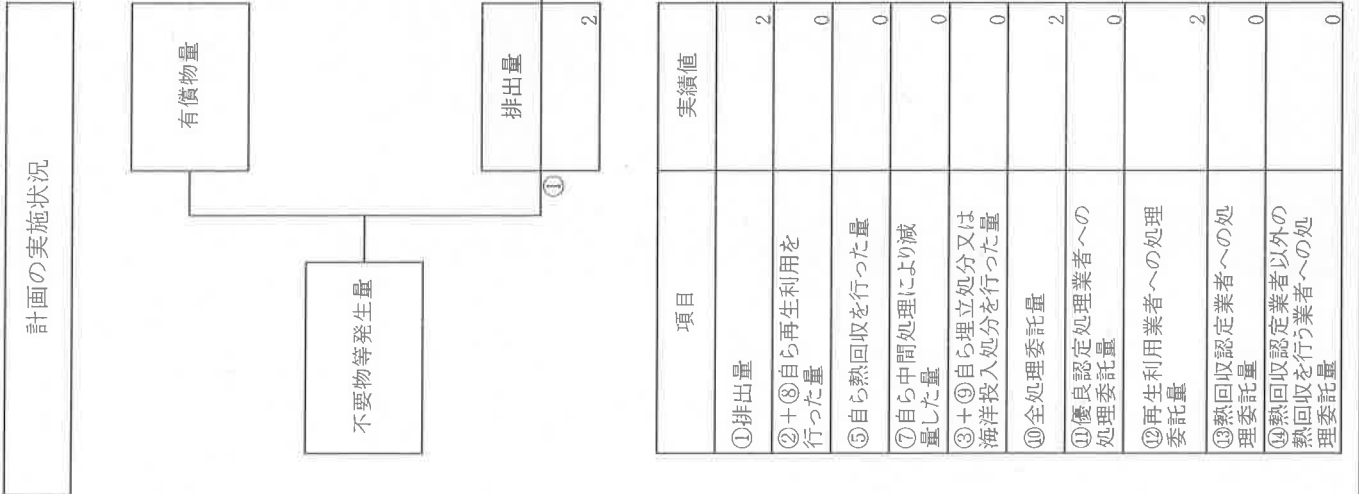 計画の実施状況
有償物量
不要物等発生量
①
排出量
2
項目
実績値
①排出量
2
②+⑧自ら再生利用を
行った量
0
⑤自ら熱回収を行った量
0
⑦自ら中間処理により減
量した量
0
③+⑨自ら埋立処分又は
海洋投入処分を行った量
0
⑩全処理委託量
2
⑪優良認定処理業者への
処理委託量
0
⑫再生利用業者への処理
委託量
2
⑬熱回収認定業者への処
理委託量
0
⑭熱回収認定業者以外の
熱回収を行う業者への処
理委託量
0